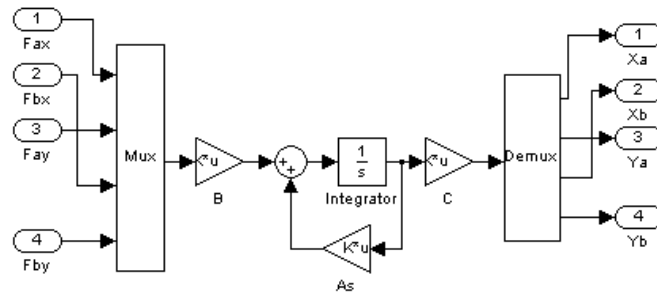 1
Fax
2
Fbx
3
Fay
4
Fby
Mux
K*u
B
++
1
s
Integrator
K*u
As
K*u
C
Demux
1
Xa
2
Xb
3
Ya
4
Yb